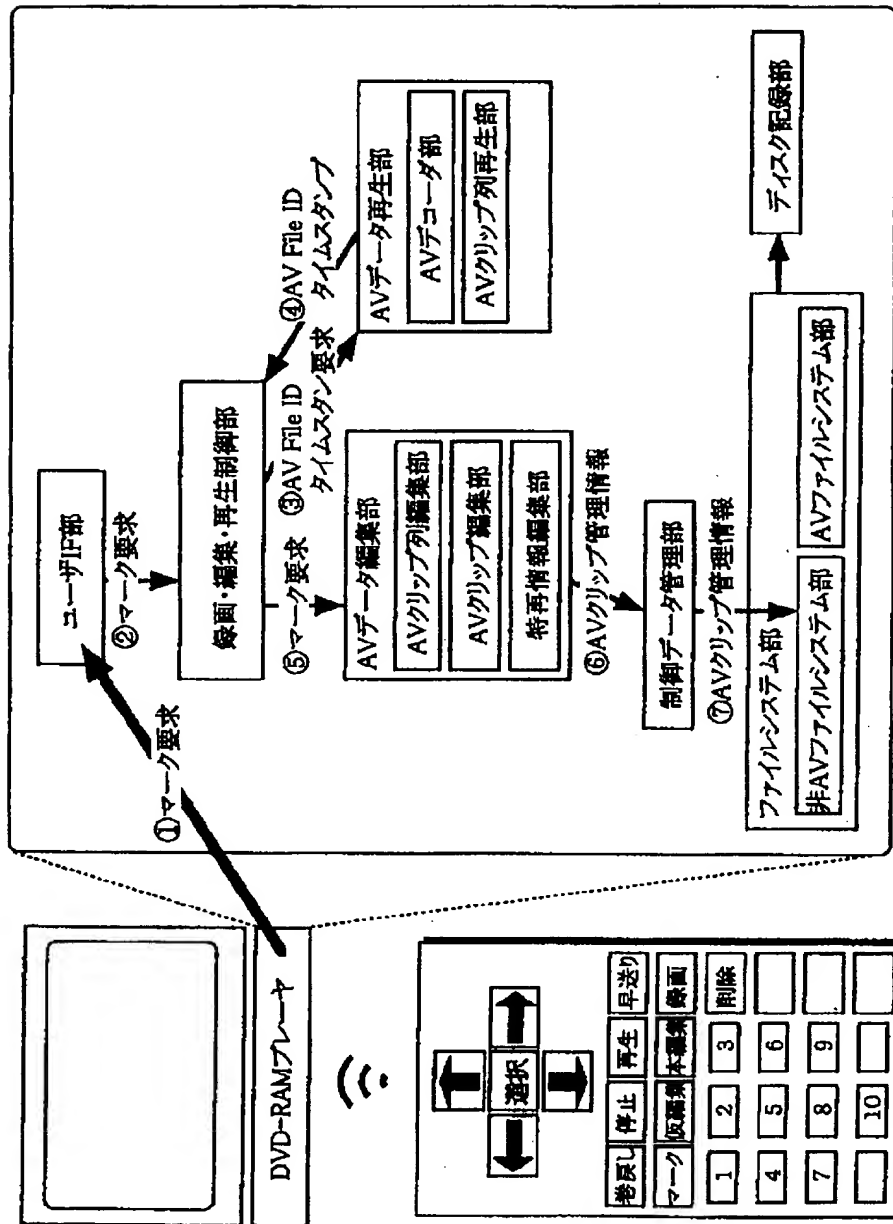 DVD-RAMプレーヤ
選択
巻戻し 停止 再生 早送り
マーク 仮編集 本編集 録画
1 2 3 削除
4 5 6
7 8 9
10
①マーク要求
ユーザIF部
②マーク要求
録画・編集・再生制御部
③AV File ID
タイムスタン要求
④AV File ID
タイムスタンプ
⑤マーク要求
AVデータ編集部
AVクリップ列編集部
AVクリップ編集部
特再情報編集部
AVデータ再生部
AVデコーダ部
AVクリップ列再生部
⑥AVクリップ管理情報
制御データ管理部
⑦AVクリップ管理情報
ファイルシステム部
非AVファイルシステム部
AVファイルシステム部
ディスク記録部